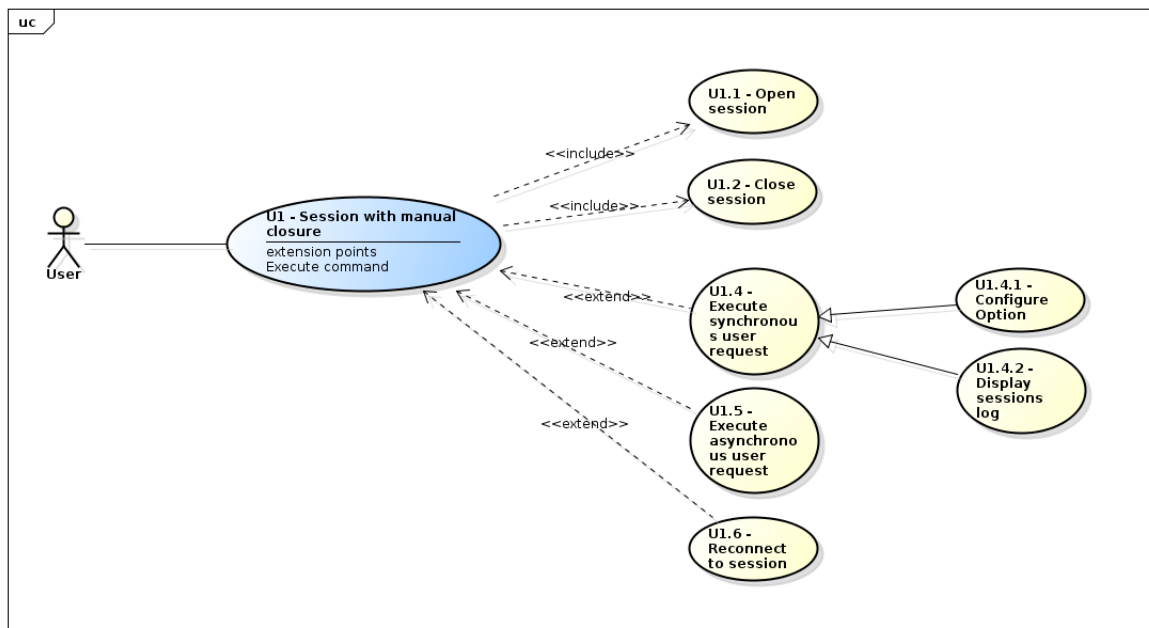 uc
U1.1 - Open
session
<<include>>
U1.2 - Close
session
<<include>>
U1 - Session with manual
closure
extension points
Execute command
User
<<extend>>
U1.4 -
Execute
synchronou
s user
request
U1.4.1 -
Configure
Option
<<extend>>
U1.4.2 -
Display
sessions
log
U1.5 -
Execute
asynchrono
us user
request
<<extend>>
U1.6 -
Reconnect
to session